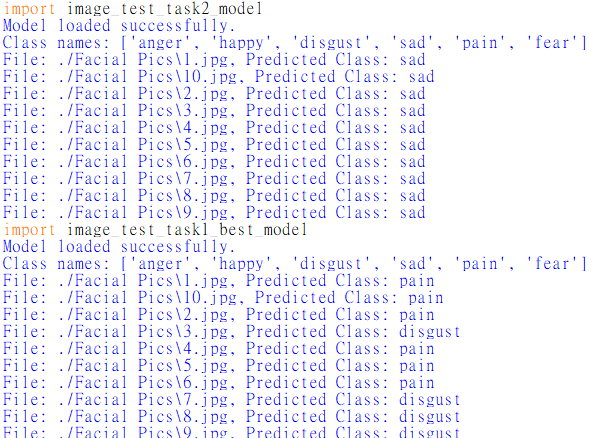 import image_test_task2_model
Model loaded successfully.
Class names: ['anger', 'happy', 'disgust', 'sad', 'pain', 'fear']
File: ./Facial Pics\1.jpg, Predicted Class: sad
File: ./Facial Pics\10.jpg, Predicted Class: sad
File: ./Facial Pics\2.jpg, Predicted Class: sad
File: ./Facial Pics\3.jpg, Predicted Class: sad
File: ./Facial Pics\4.jpg, Predicted Class: sad
File: ./Facial Pics\5.jpg, Predicted Class: sad
File: ./Facial Pics\6.jpg, Predicted Class: sad
File: ./Facial Pics\7.jpg, Predicted Class: sad
File: ./Facial Pics\8.jpg, Predicted Class: sad
File: ./Facial Pics\9.jpg, Predicted Class: sad
import image_test_task1_best_model
Model loaded successfully.
Class names: ['anger', 'happy', 'disgust', 'sad', 'pain', 'fear']
File: ./Facial Pics\1.jpg, Predicted Class: pain
File: ./Facial Pics\10.jpg, Predicted Class: pain
File: ./Facial Pics\2.jpg, Predicted Class: pain
File: ./Facial Pics\3.jpg, Predicted Class: disgust
File: ./Facial Pics\4.jpg, Predicted Class: pain
File: ./Facial Pics\5.jpg, Predicted Class: pain
File: ./Facial Pics\6.jpg, Predicted Class: pain
File: ./Facial Pics\7.jpg, Predicted Class: disgust
File: ./Facial Pics\8.jpg, Predicted Class: disgust
File: ./Facial Pics\9.jpg, Predicted Class: disgust